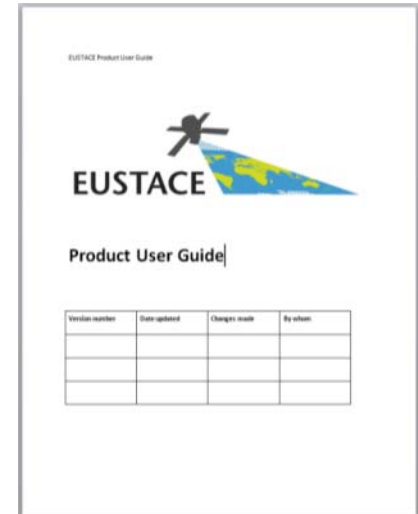 EUSTACE Product User Guide
EUSTACE
Product User Guide
Version number Date updated Changes made By whom